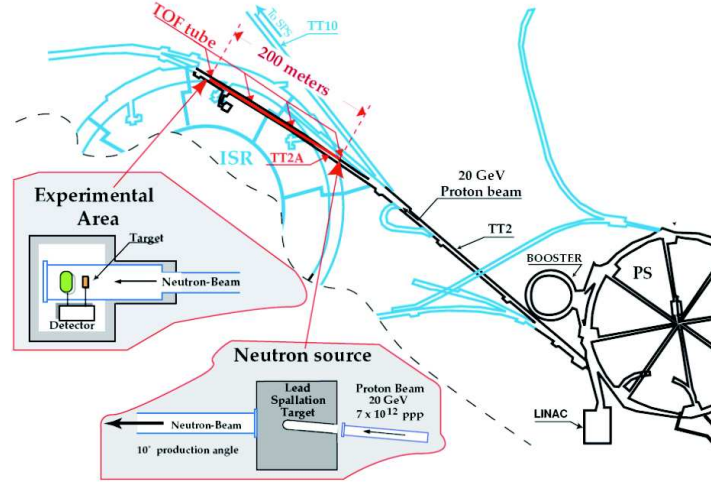 To SPS
TT10
TOF tube
200 meters
ISR
TT2A
20 GeV
Proton beam
TT2
BOOSTER
PS
LINAC
Experimental
Area
Target
Neutron-Beam
Detector
Neutron source
Lead
Spallation
Target
Proton Beam
20 GeV
7 x 10¹² ppp
Neutron-Beam
10° production angle